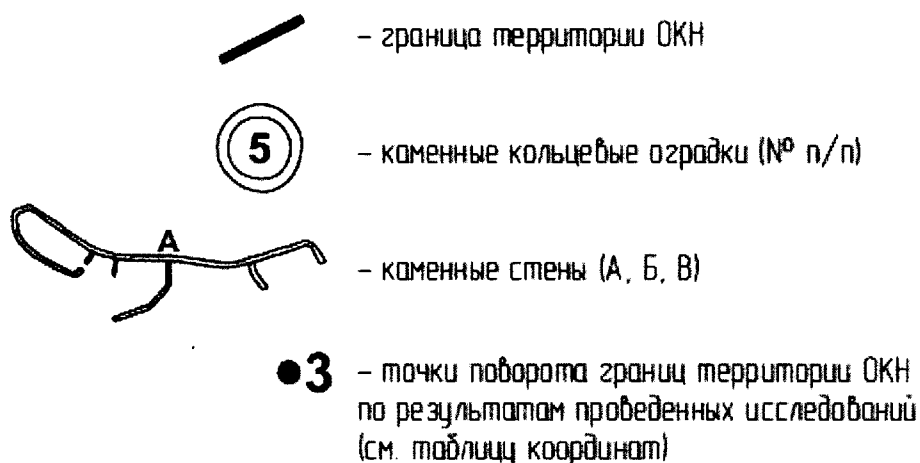 – граница территории ОКН
5
– каменные кольцевые оградки (№ п/п)
А
– каменные стены (А, Б, В)
3
– точки поворота границ территории ОКН
по результатам проведенных исследований
(см. таблицу координат)